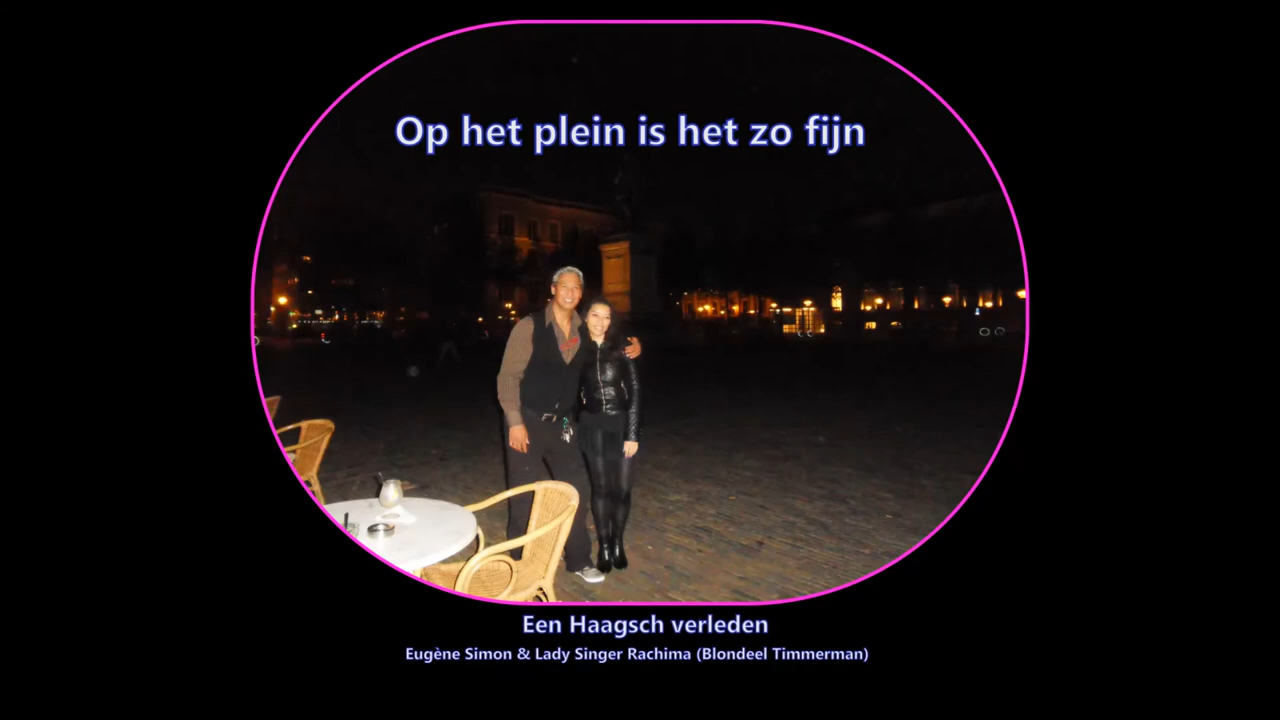 Op het plein is het zo fijn
Een Haagsch verleden
Eugène Simon & Lady Singer Rachima (Blondeel Timmerman)